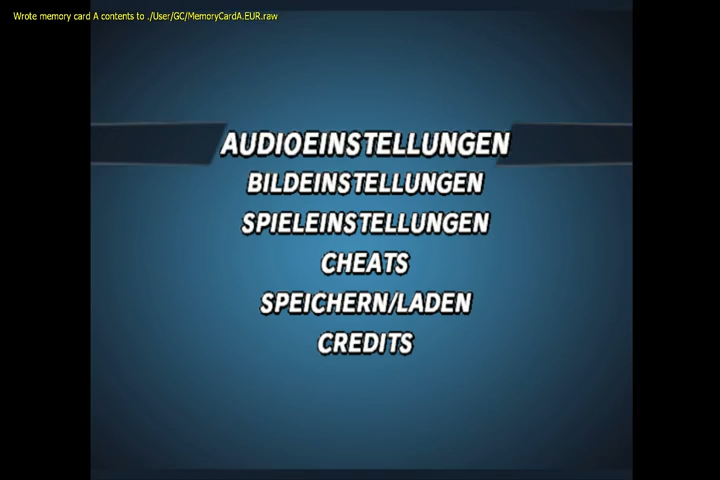 Wrote memory card A contents to ./User/GC/MemoryCardA.EUR.raw
AUDIOEINSTELLUNGEN
BILDEINSTELLUNGEN
SPIELEINSTELLUNGEN
CHEATS
SPEICHERN/LADEN
CREDITS